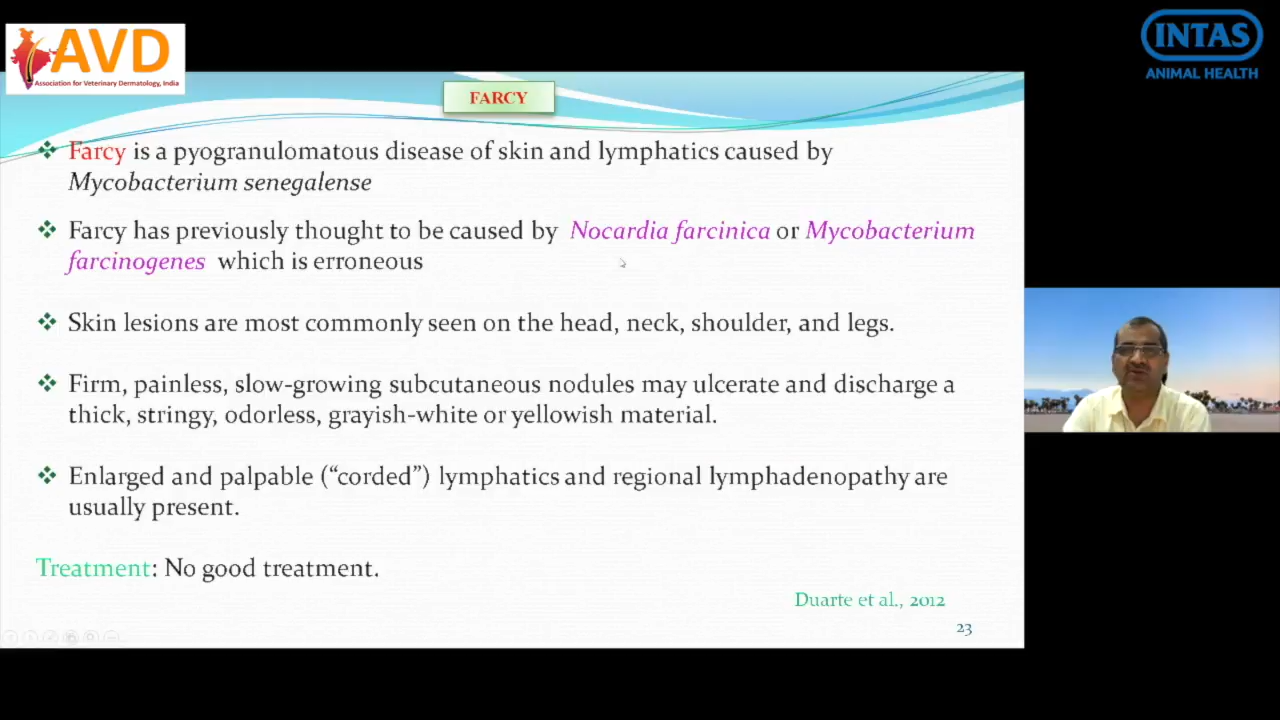 AVD
Association for Veterinary Dermatology, India
INTAS
ANIMAL HEALTH
FARCY
Farcy is a pyogranulomatous disease of skin and lymphatics caused by
Mycobacterium senegalense
Farcy has previously thought to be caused by Nocardia farcinica or Mycobacterium
farcinogenes which is erroneous
Skin lesions are most commonly seen on the head, neck, shoulder, and legs.
Firm, painless, slow-growing subcutaneous nodules may ulcerate and discharge a
thick, stringy, odorless, grayish-white or yellowish material.
Enlarged and palpable (“corded”) lymphatics and regional lymphadenopathy are
usually present.
Treatment: No good treatment.
Duarte et al., 2012
23